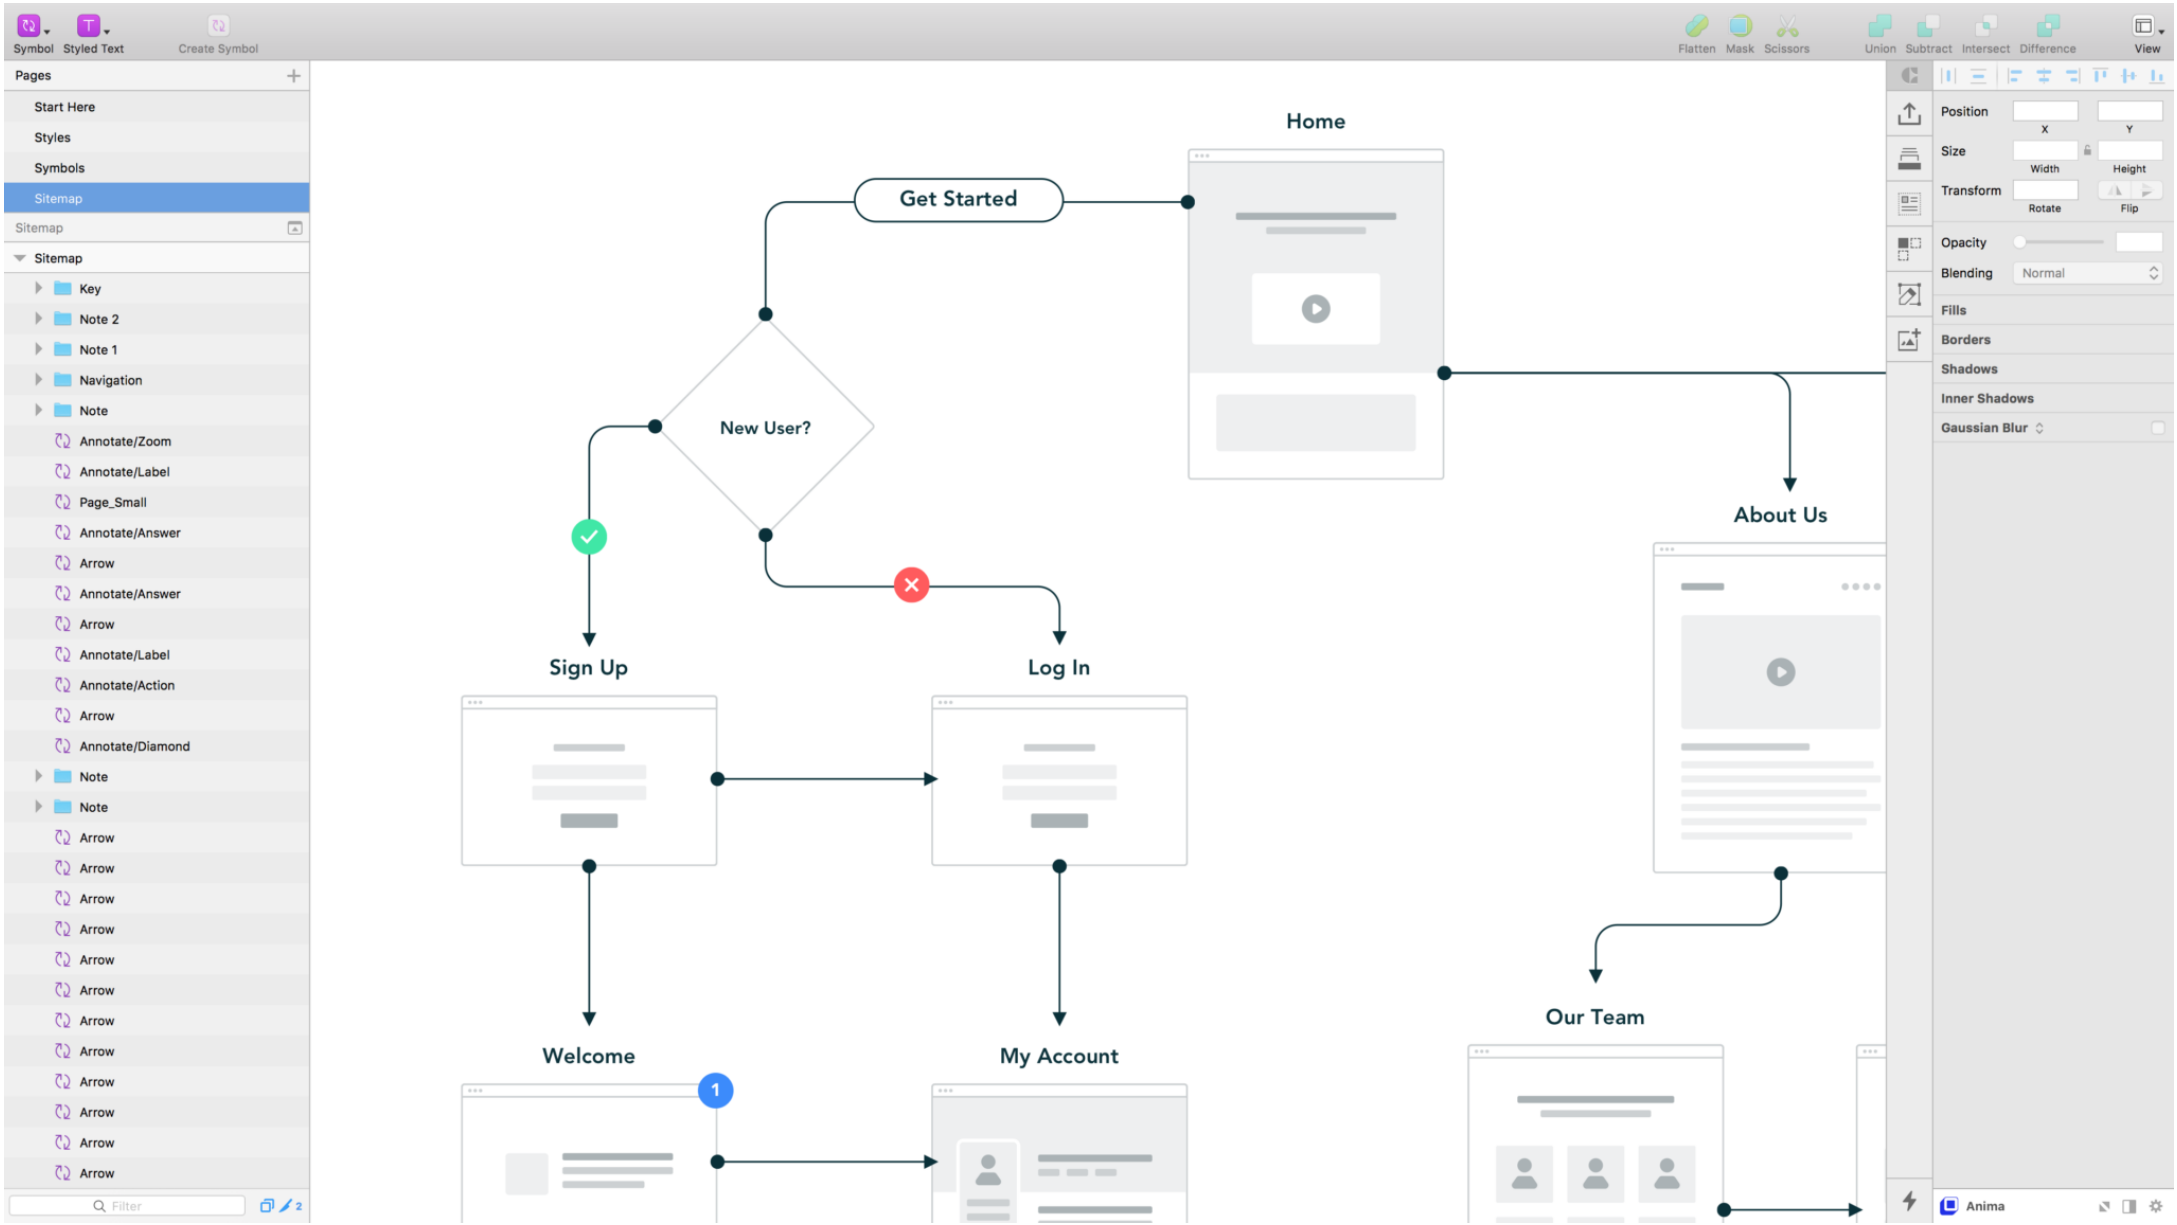 Symbol
Styled Text
Create Symbol
Flatten
Mask
Scissors
Union
Subtract
Intersect
Difference
View
Pages
Start Here
Styles
Symbols
Sitemap
Sitemap
Sitemap
Key
Note 2
Note 1
Navigation
Note
Annotate/Zoom
Annotate/Label
Page_Small
Annotate/Answer
Arrow
Annotate/Answer
Arrow
Annotate/Label
Annotate/Action
Arrow
Annotate/Diamond
Note
Note
Arrow
Arrow
Arrow
Arrow
Arrow
Arrow
Arrow
Arrow
Arrow
Arrow
Arrow
Arrow
Filter
2
Home
Get Started
New User?
About Us
Sign Up
Log In
Our Team
Welcome
My Account
1
Position
X
Y
Size
Width
Height
Transform
Rotate
Flip
Opacity
Blending
Normal
Fills
Borders
Shadows
Inner Shadows
Gaussian Blur
Anima